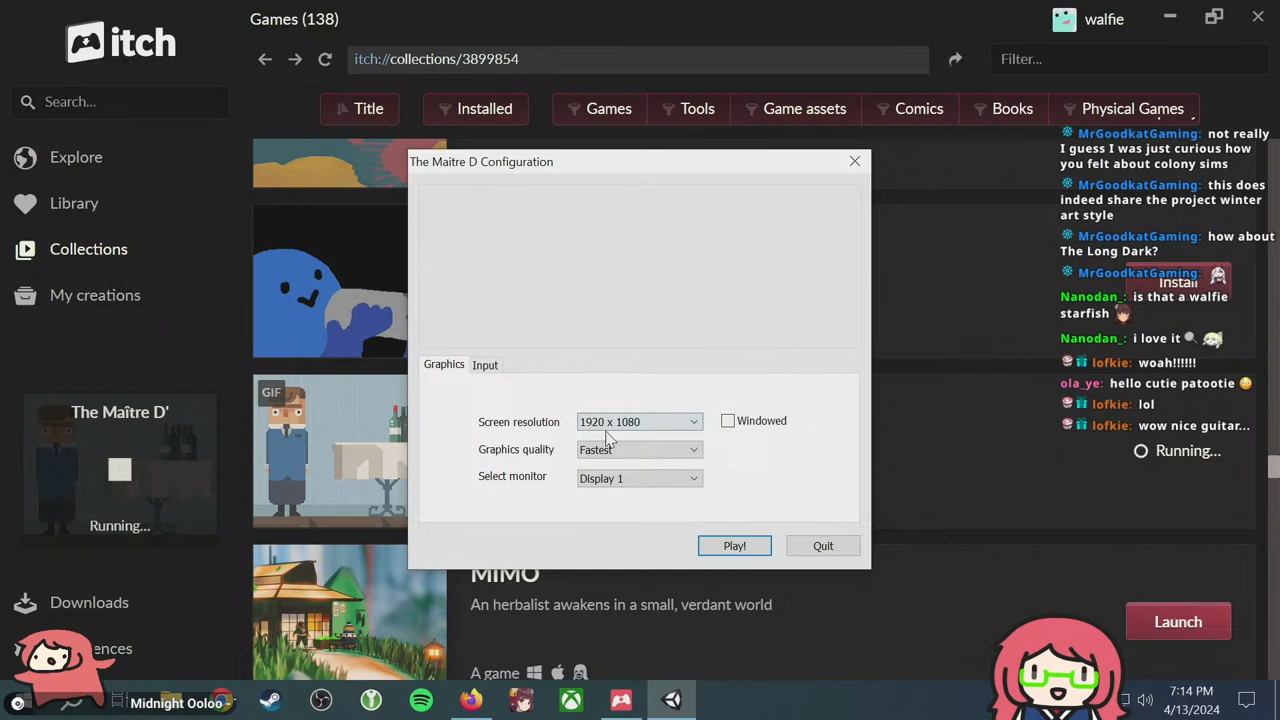 itch
Games (138)
walfie
itch://collections/3899854
Filter...
Search...
Title
Installed
Games
Tools
Game assets
Comics
Books
Physical Games
Explore
Library
Collections
My creations
The Maître D'
Running...
Downloads
GIF
The Maitre D Configuration
Graphics
Input
Screen resolution
1920 x 1080
Windowed
Graphics quality
Fastest
Select monitor
Display 1
Play!
Quit
MIMO
An herbalist awakens in a small, verdant world
A game
Install
Running...
Launch
MrGoodkatGaming: not really
I guess I was just curious how
you felt about colony sims
MrGoodkatGaming: this does
indeed share the project winter
art style
MrGoodkatGaming: how about
The Long Dark?
MrGoodkatGaming:
Nanodan_: is that a walfie
starfish
Nanodan_: i love it
lofkie: woah!!!!!!
ola_ye: hello cutie patootie
lofkie: lol
lofkie: wow nice guitar...
Midnight Ooloo -
7:14 PM
4/13/2024